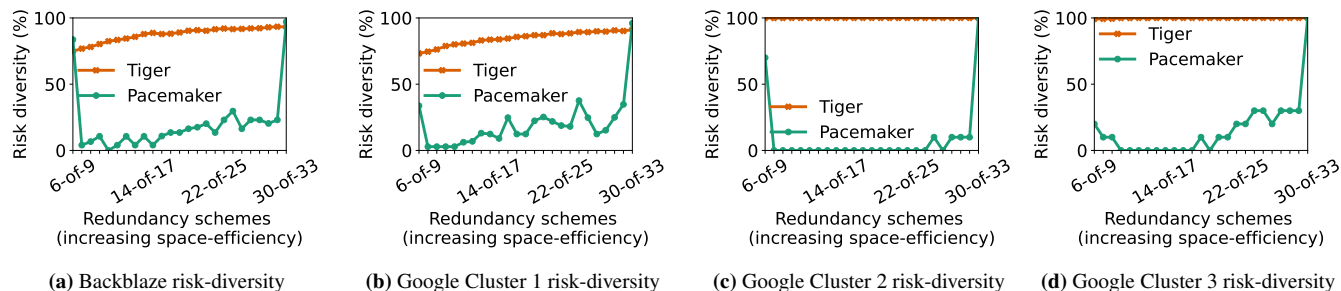 Risk diversity (%)
100
50
0
Tiger
Pacemaker
6-of-9
14-of-17
22-of-25
30-of-33
Redundancy schemes
(increasing space-efficiency)
(a) Backblaze risk-diversity
Risk diversity (%)
100
50
0
Tiger
Pacemaker
6-of-9
14-of-17
22-of-25
30-of-33
Redundancy schemes
(increasing space-efficiency)
(b) Google Cluster 1 risk-diversity
Risk diversity (%)
100
50
0
Tiger
Pacemaker
6-of-9
14-of-17
22-of-25
30-of-33
Redundancy schemes
(increasing space-efficiency)
(c) Google Cluster 2 risk-diversity
Risk diversity (%)
100
50
0
Tiger
Pacemaker
6-of-9
14-of-17
22-of-25
30-of-33
Redundancy schemes
(increasing space-efficiency)
(d) Google Cluster 3 risk-diversity